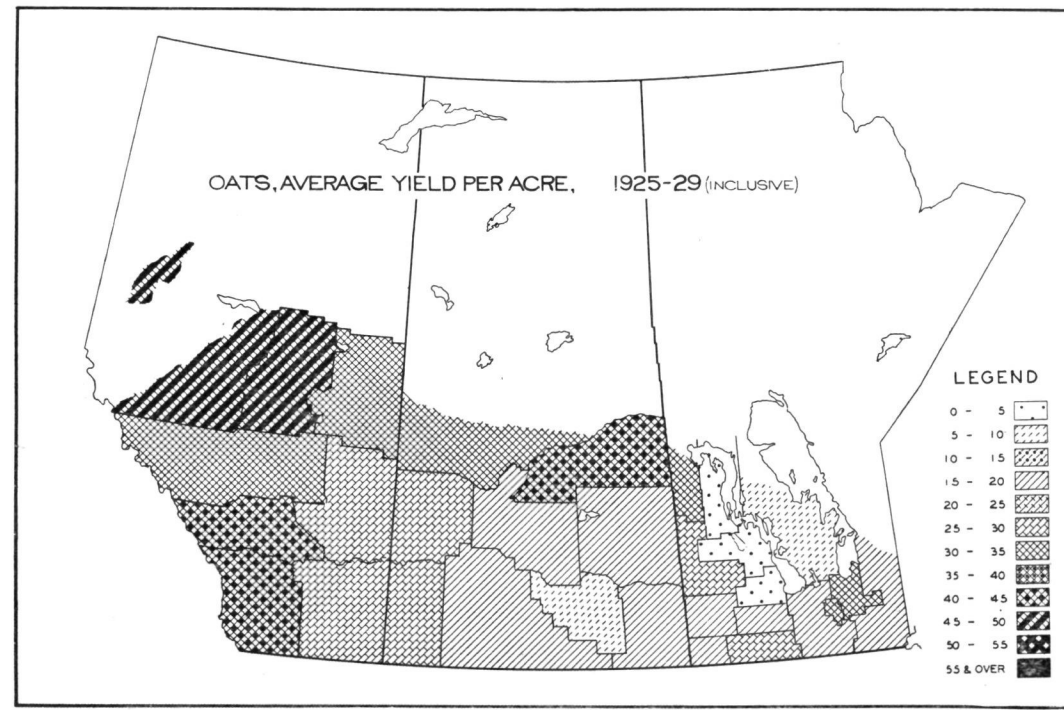 OATS, AVERAGE YIELD PER ACRE, 1925-29 (INCLUSIVE)
LEGEND
0 - 5
5 - 10
10 - 15
15 - 20
20 - 25
25 - 30
30 - 35
35 - 40
40 - 45
45 - 50
50 - 55
55 & OVER